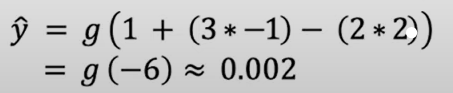 ŷ = g(1 + (3 * −1) − (2 * 2))
= g(−6) ≈ 0.002